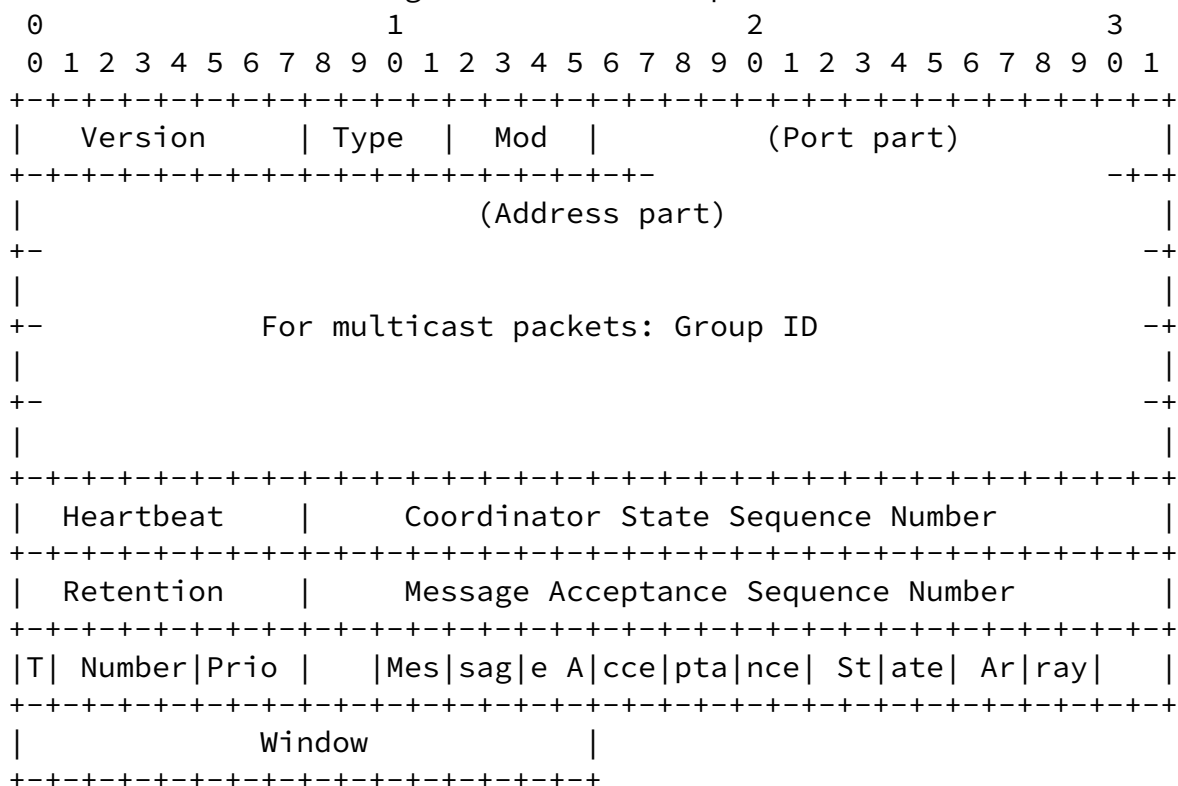 0                   1                   2                   3
0 1 2 3 4 5 6 7 8 9 0 1 2 3 4 5 6 7 8 9 0 1 2 3 4 5 6 7 8 9 0 1
+-+-+-+-+-+-+-+-+-+-+-+-+-+-+-+-+-+-+-+-+-+-+-+-+-+-+-+-+-+-+-+-+
|   Version     | Type  |  Mod  |         (Port part)           |
+-+-+-+-+-+-+-+-+-+-+-+-+-+-+-+-+-+-                         -+-+
|                         (Address part)                        |
+-                                                             -+
|                                                               |
+-            For multicast packets: Group ID                  -+
|                                                               |
+-                                                             -+
|                                                               |
+-+-+-+-+-+-+-+-+-+-+-+-+-+-+-+-+-+-+-+-+-+-+-+-+-+-+-+-+-+-+-+-+
|  Heartbeat    |     Coordinator State Sequence Number         |
+-+-+-+-+-+-+-+-+-+-+-+-+-+-+-+-+-+-+-+-+-+-+-+-+-+-+-+-+-+-+-+-+
|  Retention    |     Message Acceptance Sequence Number        |
+-+-+-+-+-+-+-+-+-+-+-+-+-+-+-+-+-+-+-+-+-+-+-+-+-+-+-+-+-+-+-+-+
|T| Number|Prio |   |Mes|sag|e A|cce|pta|nce| St|ate| Ar|ray|   |
+-+-+-+-+-+-+-+-+-+-+-+-+-+-+-+-+-+-+-+-+-+-+-+-+-+-+-+-+-+-+-+-+
|             Window            |
+-+-+-+-+-+-+-+-+-+-+-+-+-+-+-+-+